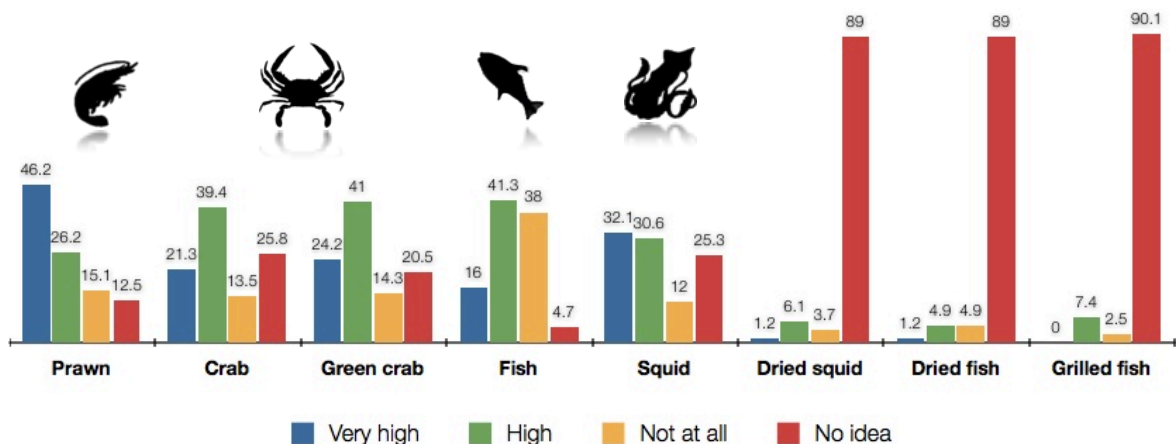 46.2
26.2
15.1
12.5
21.3
39.4
13.5
25.8
24.2
41
14.3
20.5
16
41.3
38
4.7
32.1
30.6
12
25.3
1.2
6.1
3.7
89
1.2
4.9
4.9
89
0
7.4
2.5
90.1
Prawn
Crab
Green crab
Fish
Squid
Dried squid
Dried fish
Grilled fish
Very high
High
Not at all
No idea